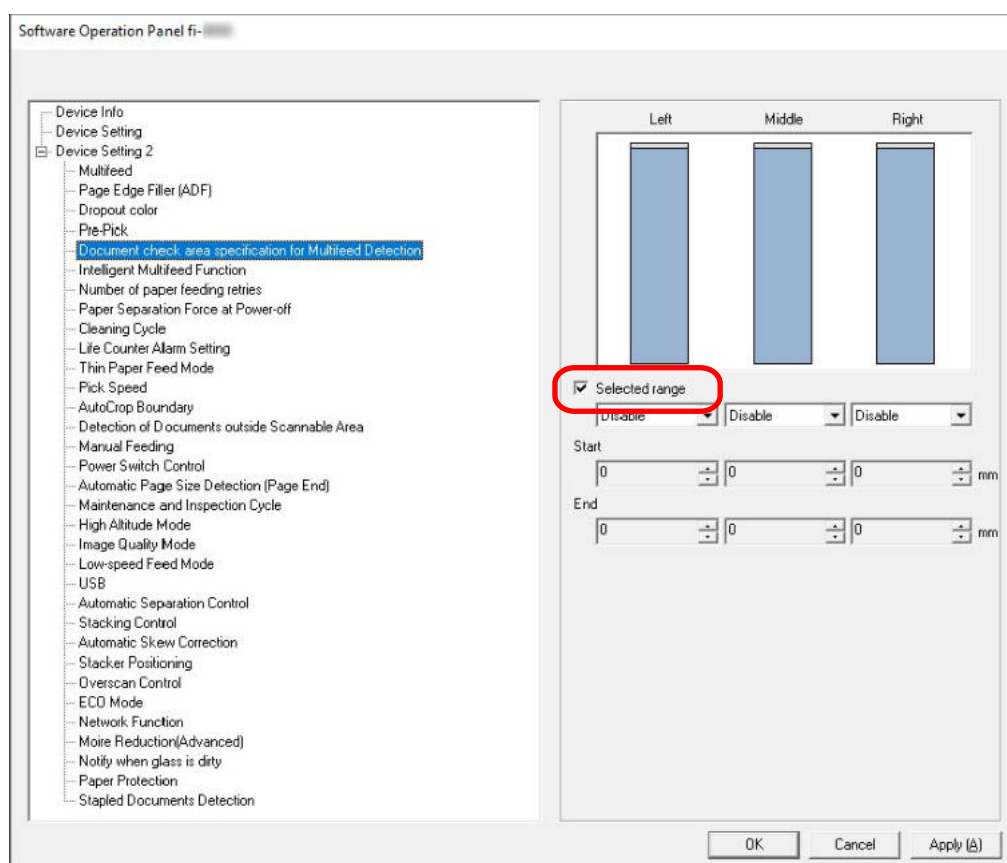 Software Operation Panel fi-
Device Info
Device Setting
Device Setting 2
Multifeed
Page Edge Filler (ADF)
Dropout color
Pre-Pick
Document check area specification for Multifeed Detection
Intelligent Multifeed Function
Number of paper feeding retries
Paper Separation Force at Power-off
Cleaning Cycle
Life Counter Alarm Setting
Thin Paper Feed Mode
Pick Speed
AutoCrop Boundary
Detection of Documents outside Scannable Area
Manual Feeding
Power Switch Control
Automatic Page Size Detection (Page End)
Maintenance and Inspection Cycle
High Altitude Mode
Image Quality Mode
Low-speed Feed Mode
USB
Automatic Separation Control
Stacking Control
Automatic Skew Correction
Stacker Positioning
Overscan Control
ECO Mode
Network Function
Moire Reduction(Advanced)
Notify when glass is dirty
Paper Protection
Stapled Documents Detection
Left Middle Right
Selected range
Disable Disable Disable
Start
0 0 0 mm
End
0 0 0 mm
OK Cancel Apply (A)